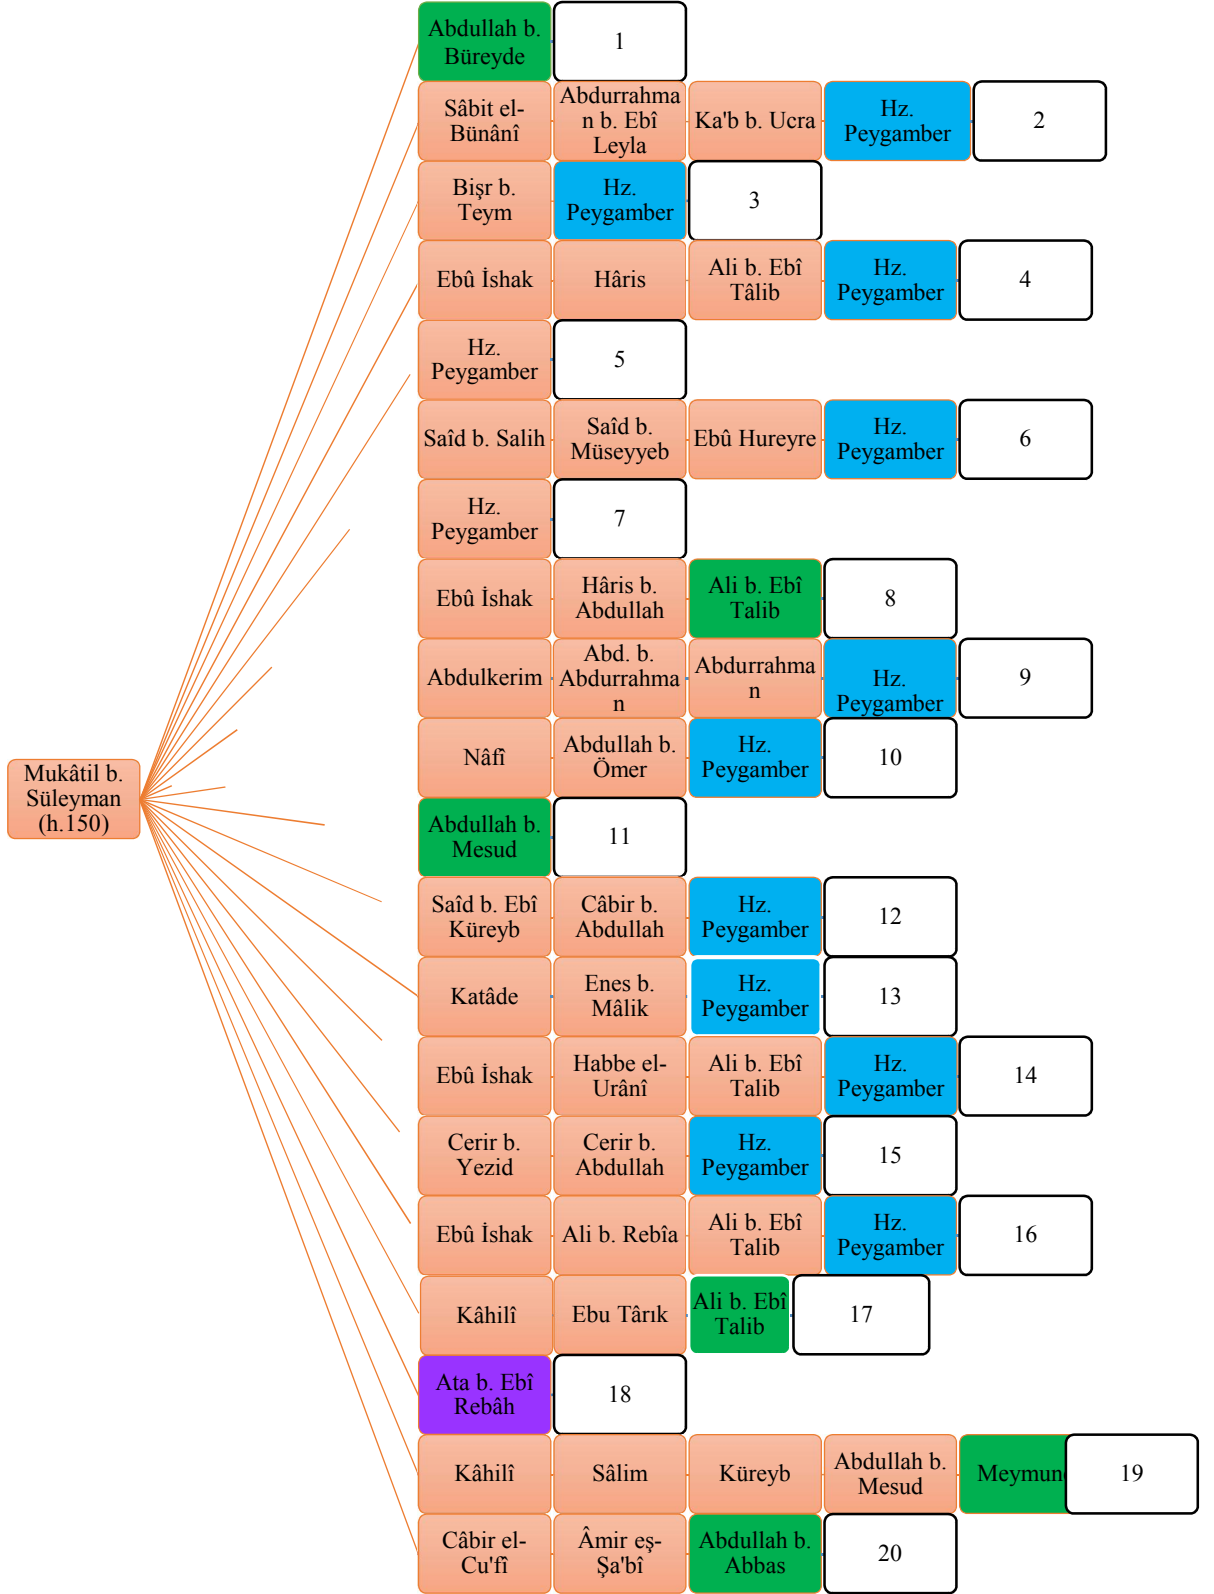 Mukâtil b.
Süleyman
(h.150)
Abdullah b.
Büreyde
1
Sâbit el-
Bünânî
Abdurrahma
n b. Ebî
Leyla
Ka'b b. Ucra
Hz.
Peygamber
2
Bişr b.
Teym
Hz.
Peygamber
3
Ebû İshak
Hâris
Ali b. Ebî
Tâlib
Hz.
Peygamber
4
Hz.
Peygamber
5
Saîd b. Salih
Saîd b.
Müseyyeb
Ebû Hureyre
Hz.
Peygamber
6
Hz.
Peygamber
7
Ebû İshak
Hâris b.
Abdullah
Ali b. Ebî
Talib
8
Abdulkerim
Abd. b.
Abdurrahma
n
Abdurrahma
n
Hz.
Peygamber
9
Nâfî
Abdullah b.
Ömer
Hz.
Peygamber
10
Abdullah b.
Mesud
11
Saîd b. Ebî
Küreyb
Câbir b.
Abdullah
Hz.
Peygamber
12
Katâde
Enes b.
Mâlik
Hz.
Peygamber
13
Ebû İshak
Habbe el-
Urânî
Ali b. Ebî
Talib
Hz.
Peygamber
14
Cerir b.
Yezid
Cerir b.
Abdullah
Hz.
Peygamber
15
Ebû İshak
Ali b. Rebîa
Ali b. Ebî
Talib
Hz.
Peygamber
16
Kâhilî
Ebu Târık
Ali b. Ebî
Talib
17
Ata b. Ebî
Rebâh
18
Kâhilî
Sâlim
Küreyb
Abdullah b.
Mesud
Meymun
19
Câbir el-
Cu'fî
Âmir eş-
Şa'bî
Abdullah b.
Abbas
20